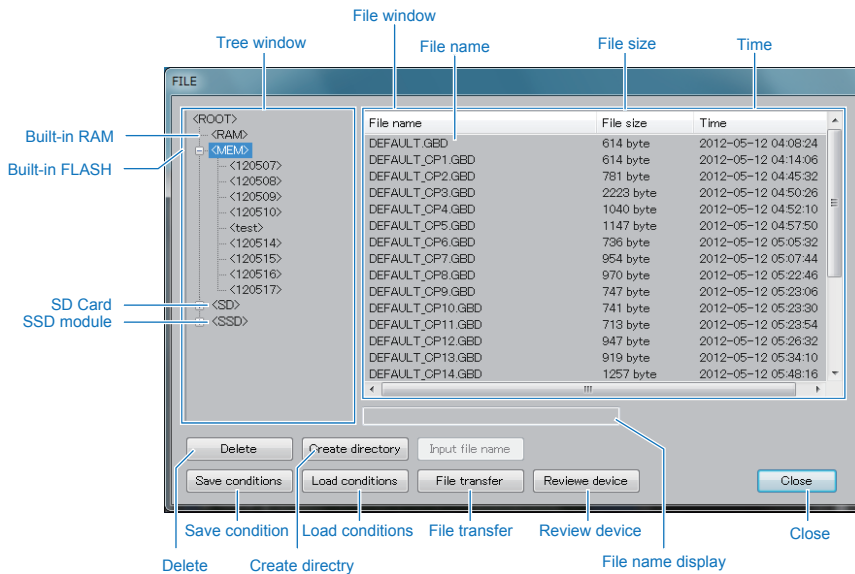 File window
Tree window
File name
File size
Time
FILE
<ROOT>
Built-in RAM
<RAM>
Built-in FLASH
<MEM>
<120507>
<120508>
<120509>
<120510>
<test>
<120514>
<120515>
<120516>
<120517>
SD Card
<SD>
SSD module
<SSD>
File name File size Time
DEFAULT.GBD 614 byte 2012-05-12 04:08:24
DEFAULT_CP1.GBD 614 byte 2012-05-12 04:14:06
DEFAULT_CP2.GBD 781 byte 2012-05-12 04:45:32
DEFAULT_CP3.GBD 2223 byte 2012-05-12 04:50:26
DEFAULT_CP4.GBD 1040 byte 2012-05-12 04:52:10
DEFAULT_CP5.GBD 1147 byte 2012-05-12 04:57:50
DEFAULT_CP6.GBD 736 byte 2012-05-12 05:05:32
DEFAULT_CP7.GBD 954 byte 2012-05-12 05:07:44
DEFAULT_CP8.GBD 970 byte 2012-05-12 05:22:46
DEFAULT_CP9.GBD 747 byte 2012-05-12 05:23:06
DEFAULT_CP10.GBD 741 byte 2012-05-12 05:23:30
DEFAULT_CP11.GBD 713 byte 2012-05-12 05:23:54
DEFAULT_CP12.GBD 947 byte 2012-05-12 05:26:32
DEFAULT_CP13.GBD 919 byte 2012-05-12 05:34:10
DEFAULT_CP14.GBD 1257 byte 2012-05-12 05:48:16
Delete Create directory Input file name
Save conditions Load conditions File transfer Reviewe device Close
Save condition Load conditions File transfer Review device Close
Delete Create directry File name display